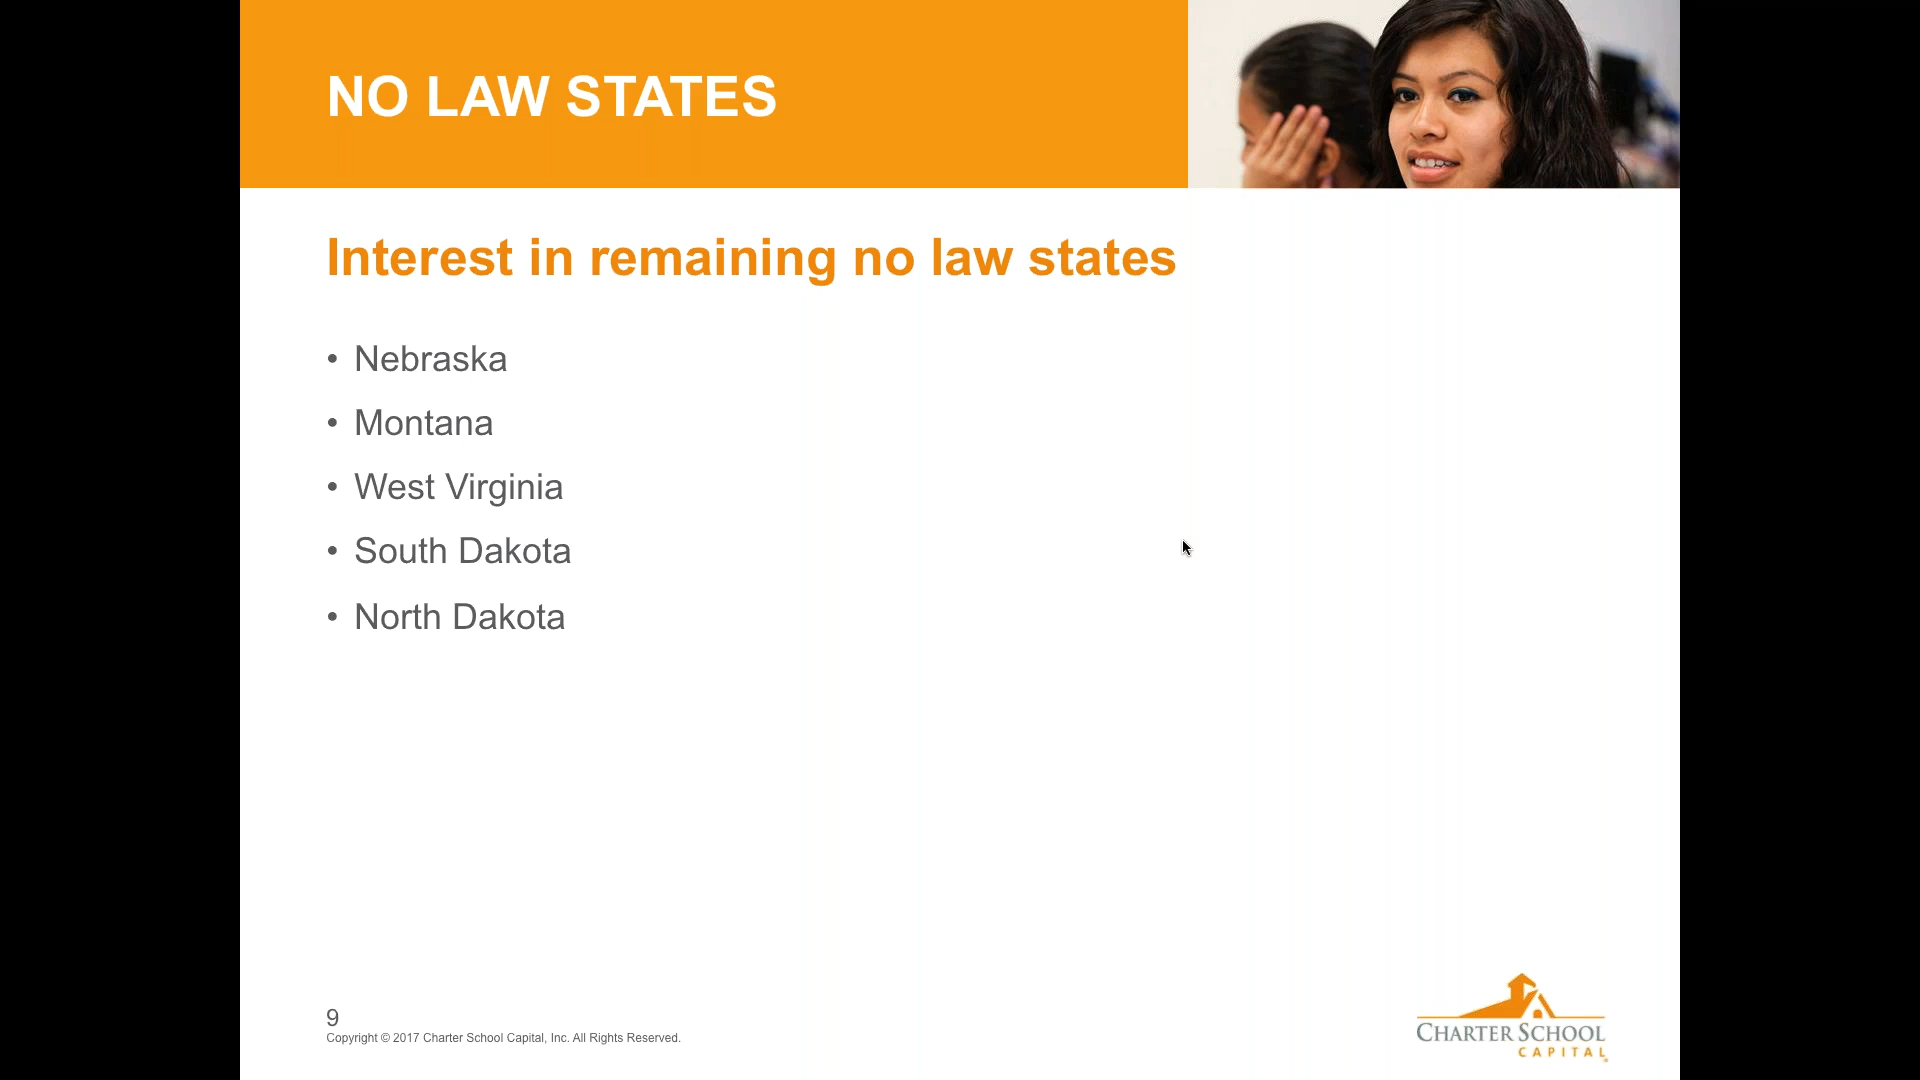 NO LAW STATES
Interest in remaining no law states
• Nebraska
• Montana
• West Virginia
• South Dakota
• North Dakota
9
Copyright © 2017 Charter School Capital, Inc. All Rights Reserved.
CHARTER SCHOOL
CAPITAL